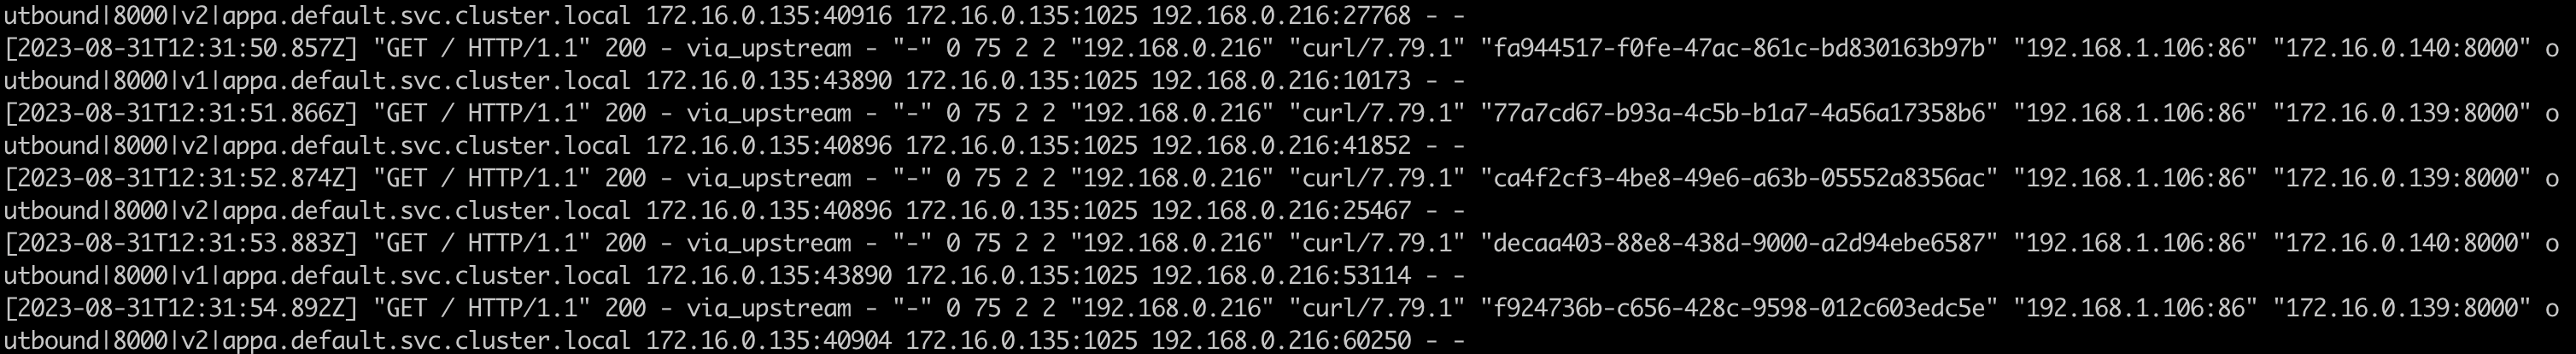 utbound|8000|v2|appa.default.svc.cluster.local 172.16.0.135:40916 172.16.0.135:1025 192.168.0.216:27768 - -
[2023-08-31T12:31:50.857Z] "GET / HTTP/1.1" 200 - via_upstream - "-" 0 75 2 2 "192.168.0.216" "curl/7.79.1" "fa944517-f0fe-47ac-861c-bd830163b97b" "192.168.1.106:86" "172.16.0.140:8000" o
utbound|8000|v1|appa.default.svc.cluster.local 172.16.0.135:43890 172.16.0.135:1025 192.168.0.216:10173 - -
[2023-08-31T12:31:51.866Z] "GET / HTTP/1.1" 200 - via_upstream - "-" 0 75 2 2 "192.168.0.216" "curl/7.79.1" "77a7cd67-b93a-4c5b-b1a7-4a56a17358b6" "192.168.1.106:86" "172.16.0.139:8000" o
utbound|8000|v2|appa.default.svc.cluster.local 172.16.0.135:40896 172.16.0.135:1025 192.168.0.216:41852 - -
[2023-08-31T12:31:52.874Z] "GET / HTTP/1.1" 200 - via_upstream - "-" 0 75 2 2 "192.168.0.216" "curl/7.79.1" "ca4f2cf3-4be8-49e6-a63b-05552a8356ac" "192.168.1.106:86" "172.16.0.139:8000" o
utbound|8000|v2|appa.default.svc.cluster.local 172.16.0.135:40896 172.16.0.135:1025 192.168.0.216:25467 - -
[2023-08-31T12:31:53.883Z] "GET / HTTP/1.1" 200 - via_upstream - "-" 0 75 2 2 "192.168.0.216" "curl/7.79.1" "decaa403-88e8-438d-9000-a2d94ebe6587" "192.168.1.106:86" "172.16.0.140:8000" o
utbound|8000|v1|appa.default.svc.cluster.local 172.16.0.135:43890 172.16.0.135:1025 192.168.0.216:53114 - -
[2023-08-31T12:31:54.892Z] "GET / HTTP/1.1" 200 - via_upstream - "-" 0 75 2 2 "192.168.0.216" "curl/7.79.1" "f924736b-c656-428c-9598-012c603edc5e" "192.168.1.106:86" "172.16.0.139:8000" o
utbound|8000|v2|appa.default.svc.cluster.local 172.16.0.135:40904 172.16.0.135:1025 192.168.0.216:60250 - -